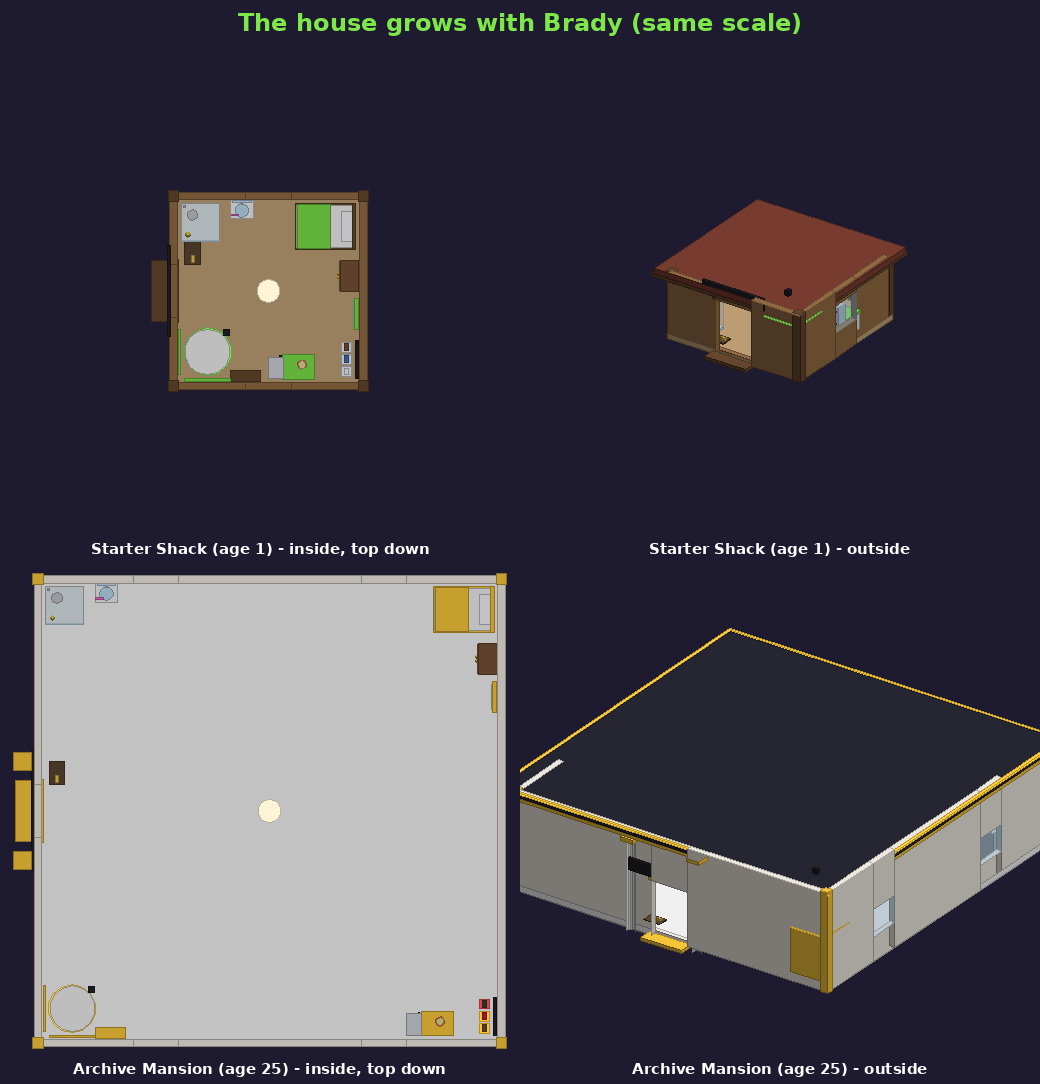 The house grows with Brady (same scale)
Starter Shack (age 1) - inside, top down
Starter Shack (age 1) - outside
Archive Mansion (age 25) - inside, top down
Archive Mansion (age 25) - outside